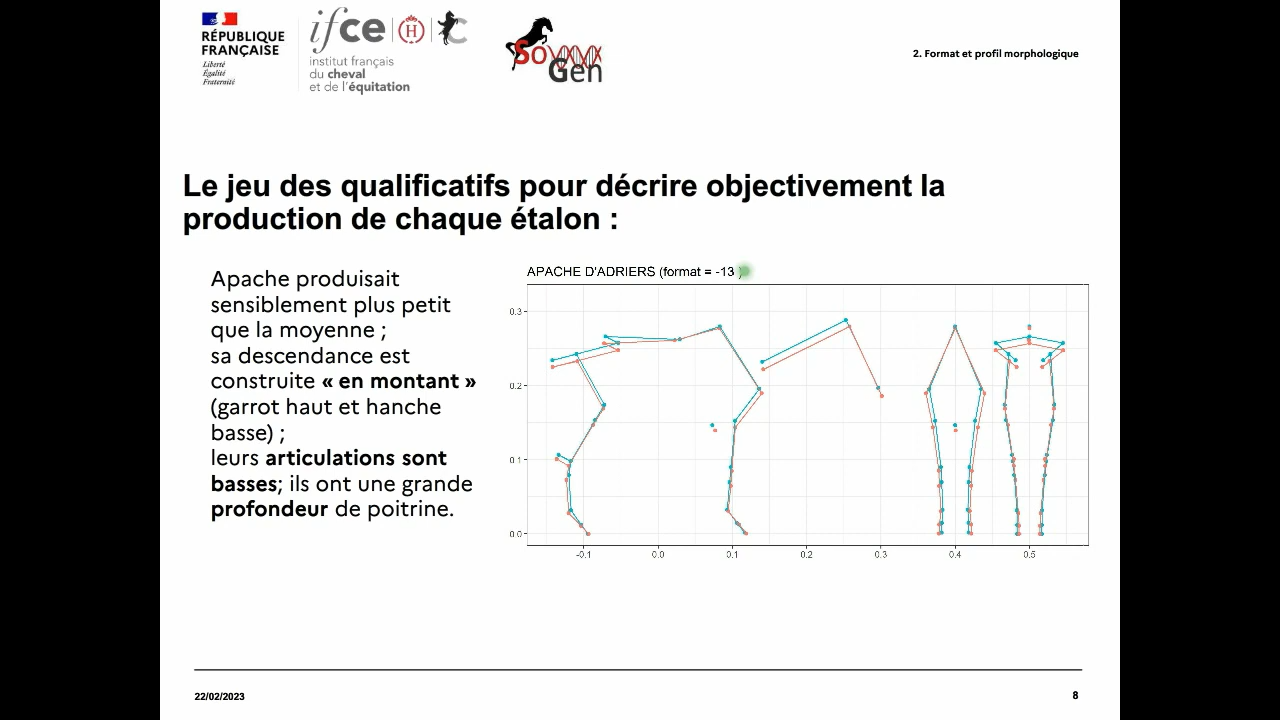 RÉPUBLIQUE
FRANÇAISE
Liberté
Égalité
Fraternité
ifce
institut français
du cheval
et de l'équitation
So
Gen
2. Format et profil morphologique
Le jeu des qualificatifs pour décrire objectivement la
production de chaque étalon :
Apache produisait
sensiblement plus petit
que la moyenne ;
sa descendance est
construite « en montant »
(garrot haut et hanche
basse) ;
leurs articulations sont
basses; ils ont une grande
profondeur de poitrine.
APACHE D'ADRIERS (format = -13 )
0.3
0.2
0.1
0.0
-0.1 0.0 0.1 0.2 0.3 0.4 0.5
22/02/2023
8